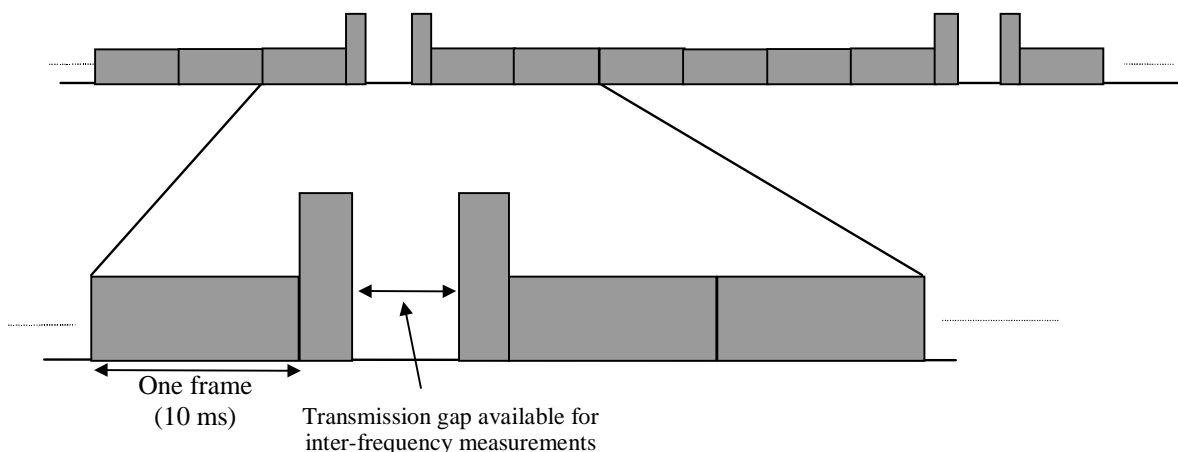 One frame
(10 ms)
Transmission gap available for
inter-frequency measurements